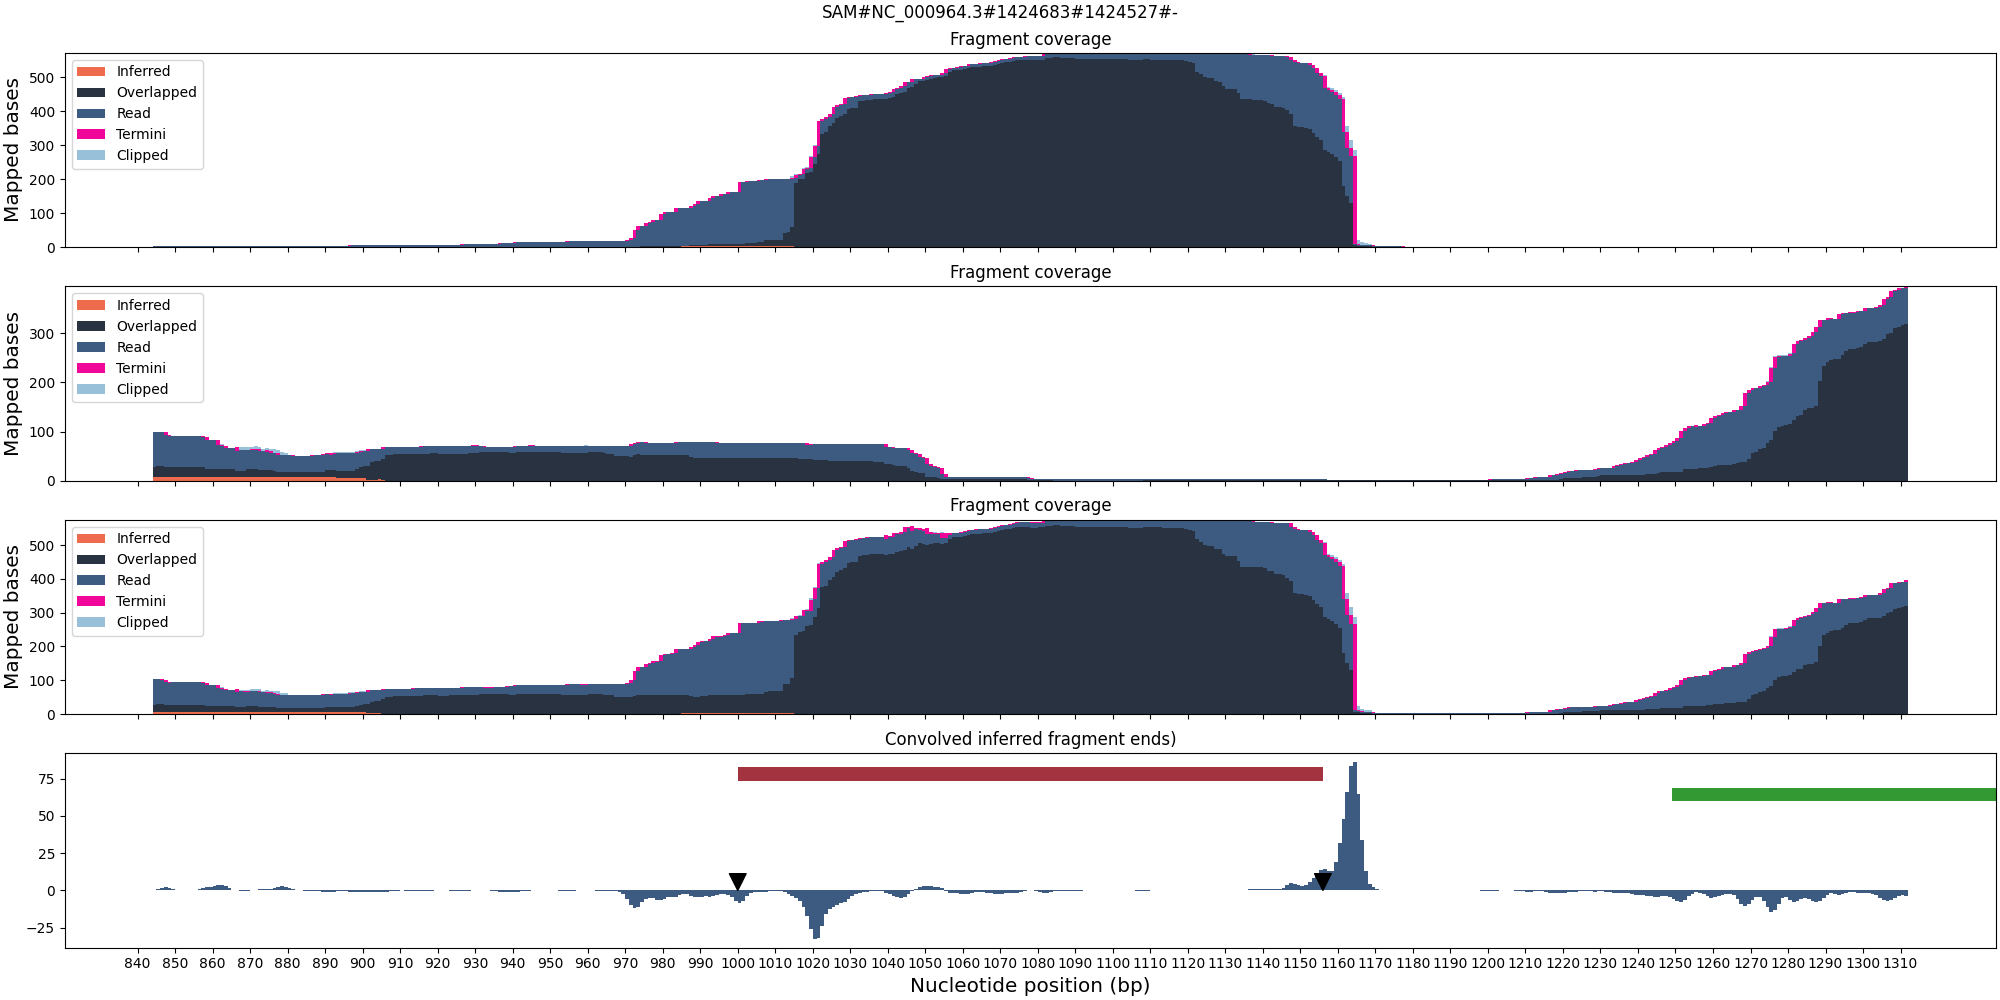 SAM#NC_000964.3#1424683#1424527#-
Fragment coverage
Mapped bases
500
400
300
200
100
0
Inferred
Overlapped
Read
Termini
Clipped
Fragment coverage
Mapped bases
300
200
100
0
Inferred
Overlapped
Read
Termini
Clipped
Fragment coverage
Mapped bases
500
400
300
200
100
0
Inferred
Overlapped
Read
Termini
Clipped
Convolved inferred fragment ends)
75
50
25
0
−25
840 850 860 870 880 890 900 910 920 930 940 950 960 970 980 990 1000 1010 1020 1030 1040 1050 1060 1070 1080 1090 1100 1110 1120 1130 1140 1150 1160 1170 1180 1190 1200 1210 1220 1230 1240 1250 1260 1270 1280 1290 1300 1310
Nucleotide position (bp)